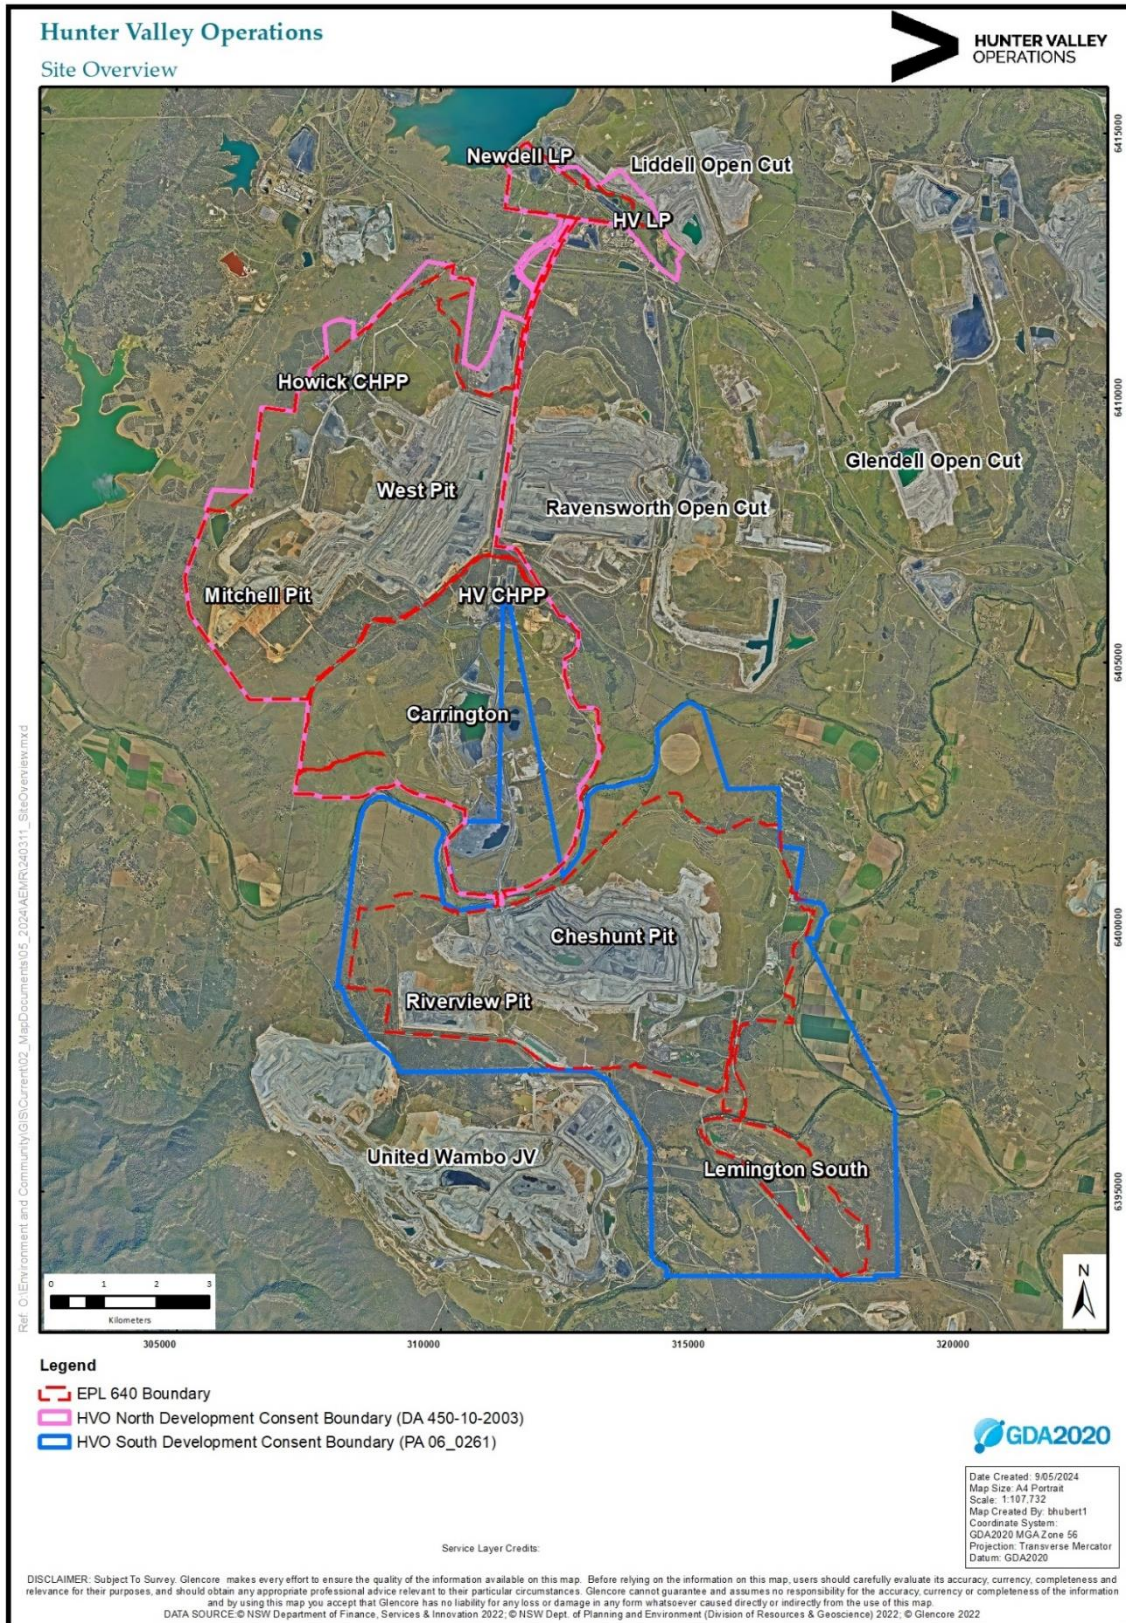 Hunter Valley Operations
Site Overview
HUNTER VALLEY
OPERATIONS
Newdell LP
Liddell Open Cut
HV LP
Howick CHPP
Glendell Open Cut
West Pit
Ravensworth Open Cut
Mitchell Pit
HV CHPP
Carrington
Cheshunt Pit
Riverview Pit
United Wambo JV
Lemington South
6415000
6410000
6405000
6400000
6395000
0 1 2 3
Kilometers
N
305000 310000 315000 320000
Ref: O:\Environment and Community\GIS\Current\02_MapDocuments\05_2024\AEMR\240311_SiteOverview.mxd
Legend
EPL 640 Boundary
HVO North Development Consent Boundary (DA 450-10-2003)
HVO South Development Consent Boundary (PA 06_0261)
GDA2020
Date Created: 9/05/2024
Map Size: A4 Portrait
Scale: 1:107,732
Map Created By: bhubert1
Coordinate System:
GDA2020 MGA Zone 56
Projection: Transverse Mercator
Datum: GDA2020
Service Layer Credits:
DISCLAIMER: Subject To Survey. Glencore makes every effort to ensure the quality of the information available on this map. Before relying on the information on this map, users should carefully evaluate its accuracy, currency, completeness and
relevance for their purposes, and should obtain any appropriate professional advice relevant to their particular circumstances. Glencore cannot guarantee and assumes no responsibility for the accuracy, currency or completeness of the information
and by using this map you accept that Glencore has no liability for any loss or damage in any form whatsoever caused directly or indirectly from the use of this map.
DATA SOURCE:© NSW Department of Finance, Services & Innovation 2022; © NSW Dept. of Planning and Environment (Division of Resources & Geoscience) 2022; © Glencore 2022